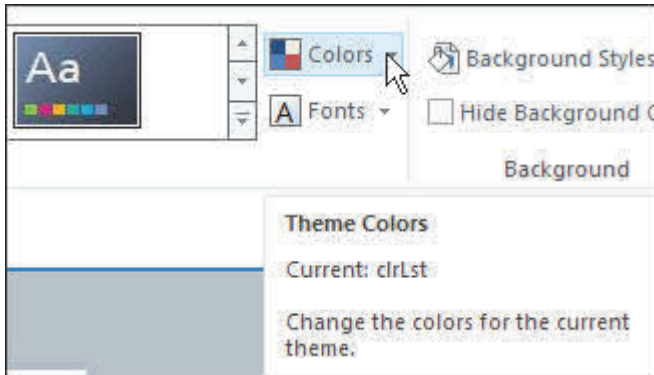 Aa
Colors
Background Styles
A Fonts
Hide Background
Background
Theme Colors
Current: clrLst
Change the colors for the current
theme.